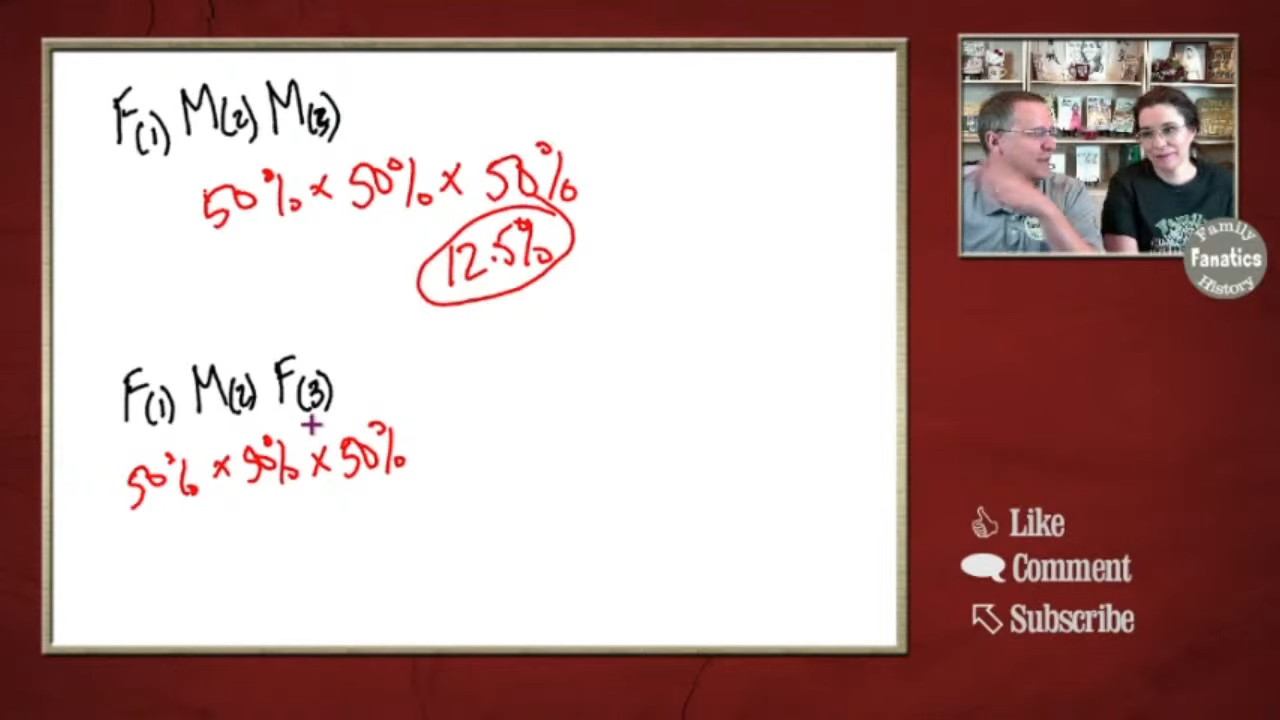 F(1) M(2) M(3)
50% × 50% × 50%
12.5%
F(1) M(2) F(3)
50% × 50% × 50%
Family
Fanatics
History
Like
Comment
Subscribe